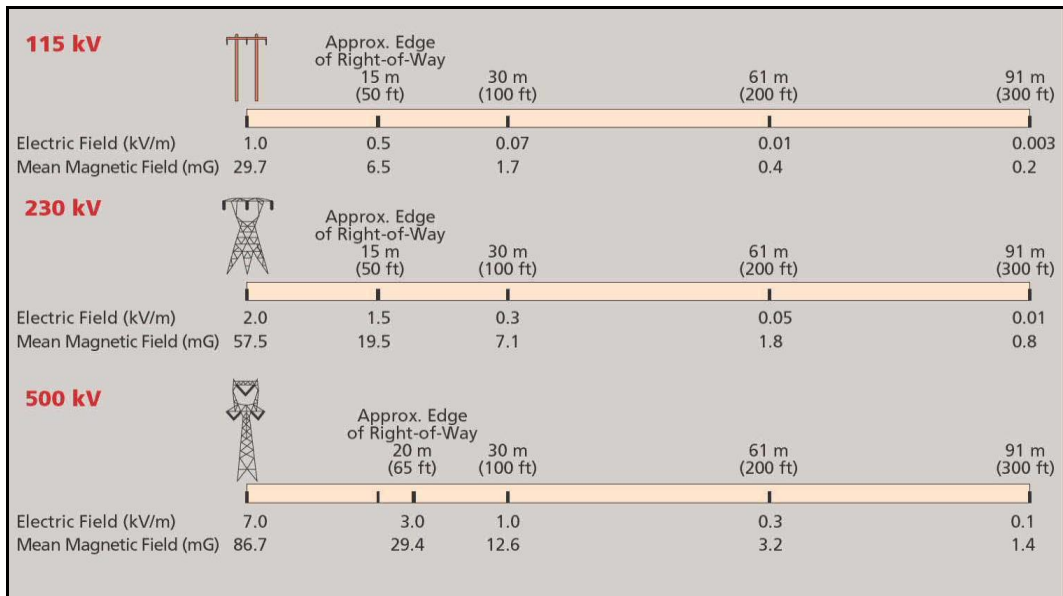 115 kV
Approx. Edge
of Right-of-Way
15 m 30 m 61 m 91 m
(50 ft) (100 ft) (200 ft) (300 ft)
Electric Field (kV/m) 1.0 0.5 0.07 0.01 0.003
Mean Magnetic Field (mG) 29.7 6.5 1.7 0.4 0.2
230 kV
Approx. Edge
of Right-of-Way
15 m 30 m 61 m 91 m
(50 ft) (100 ft) (200 ft) (300 ft)
Electric Field (kV/m) 2.0 1.5 0.3 0.05 0.01
Mean Magnetic Field (mG) 57.5 19.5 7.1 1.8 0.8
500 kV
Approx. Edge
of Right-of-Way
20 m 30 m 61 m 91 m
(65 ft) (100 ft) (200 ft) (300 ft)
Electric Field (kV/m) 7.0 3.0 1.0 0.3 0.1
Mean Magnetic Field (mG) 86.7 29.4 12.6 3.2 1.4